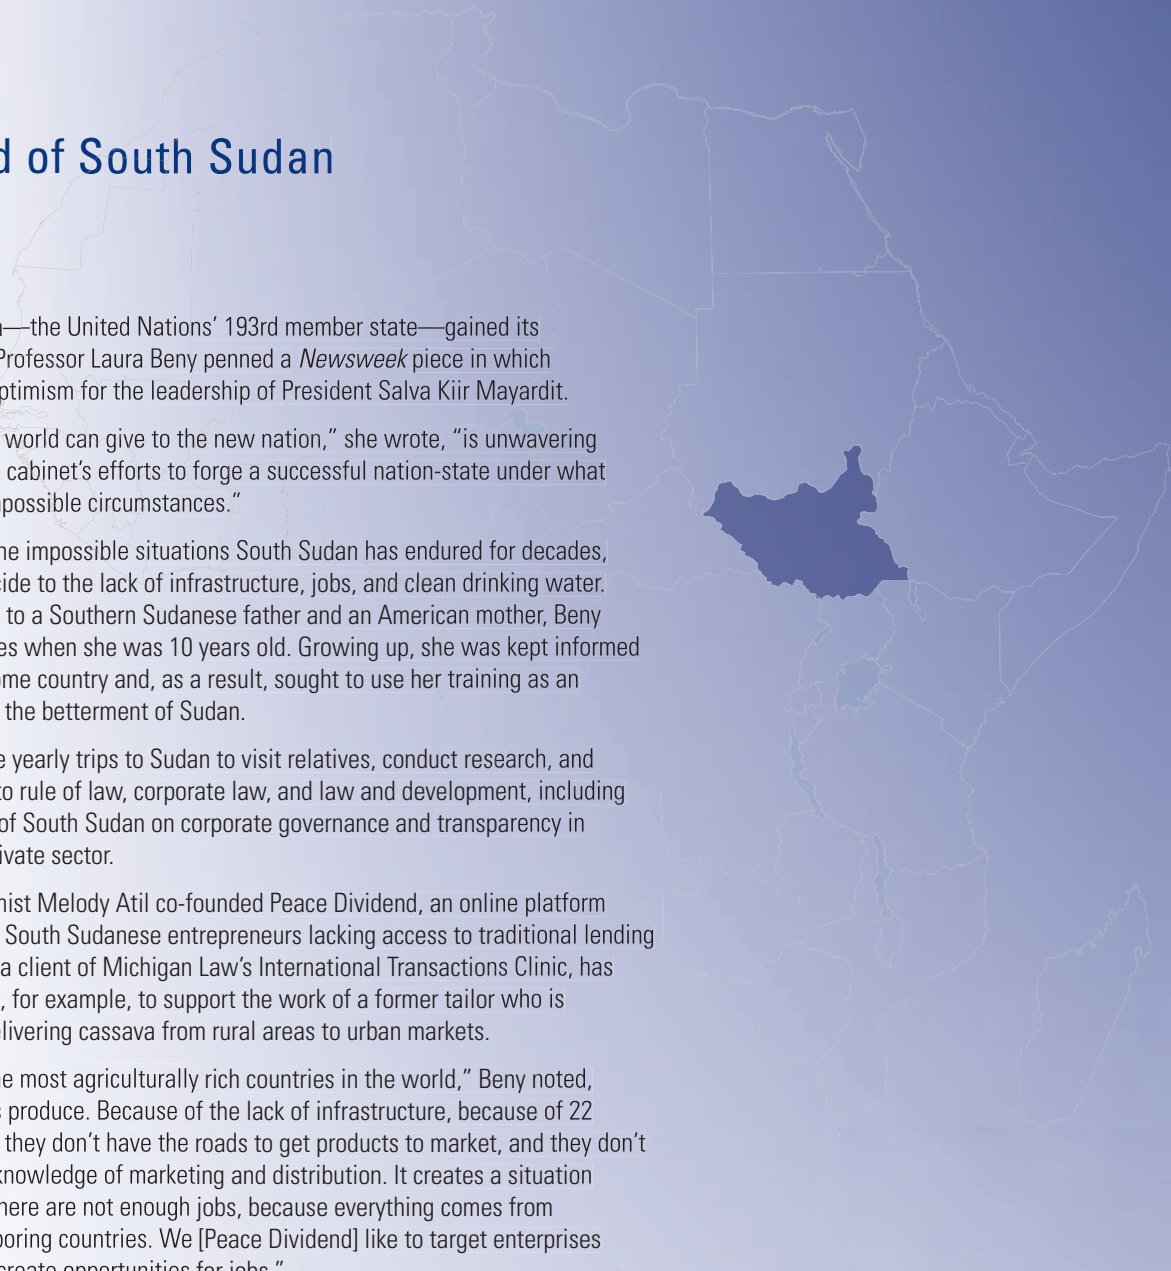 d of South Sudan
—the United Nations’ 193rd member state—gained its
Professor Laura Beny penned a Newsweek piece in which
ptimism for the leadership of President Salva Kiir Mayardit.
world can give to the new nation,” she wrote, “is unwavering
cabinet’s efforts to forge a successful nation-state under what
possible circumstances.”
he impossible situations South Sudan has endured for decades,
cide to the lack of infrastructure, jobs, and clean drinking water.
to a Southern Sudanese father and an American mother, Beny
es when she was 10 years old. Growing up, she was kept informed
ome country and, as a result, sought to use her training as an
the betterment of Sudan.
e yearly trips to Sudan to visit relatives, conduct research, and
to rule of law, corporate law, and law and development, including
of South Sudan on corporate governance and transparency in
ivate sector.
mist Melody Atil co-founded Peace Dividend, an online platform
South Sudanese entrepreneurs lacking access to traditional lending
a client of Michigan Law’s International Transactions Clinic, has
, for example, to support the work of a former tailor who is
elivering cassava from rural areas to urban markets.
he most agriculturally rich countries in the world,” Beny noted,
s produce. Because of the lack of infrastructure, because of 22
they don’t have the roads to get products to market, and they don’t
knowledge of marketing and distribution. It creates a situation
here are not enough jobs, because everything comes from
boring countries. We [Peace Dividend] like to target enterprises
create opportunities for jobs.”